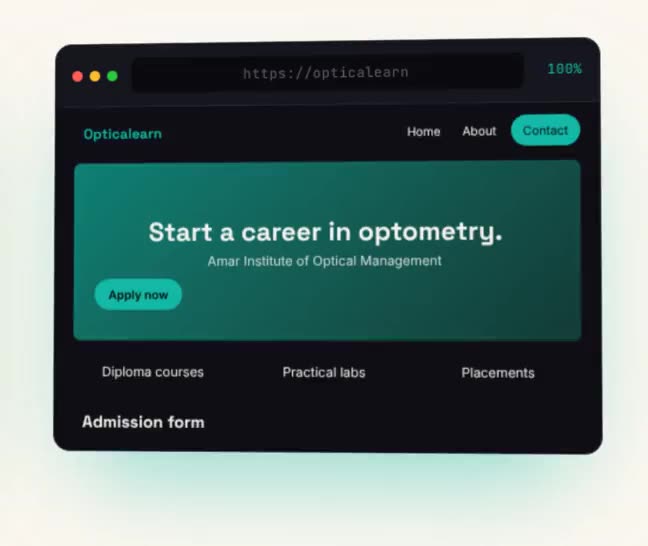 https://opticalearn
100%
Opticalearn
Home About Contact
Start a career in optometry.
Amar Institute of Optical Management
Apply now
Diploma courses Practical labs Placements
Admission form